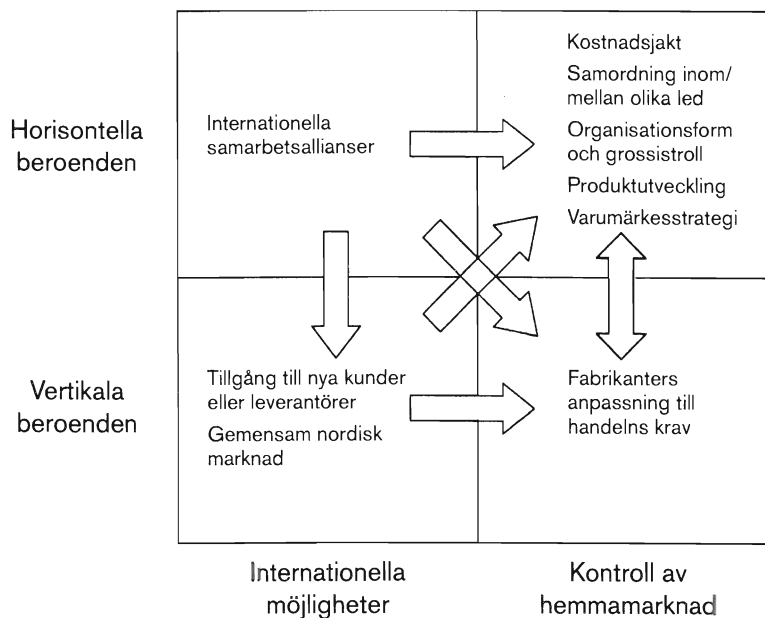 Horisontella
beroenden
Internationella
samarbetsallianser
Kostnadsjakt
Samordning inom/
mellan olika led
Organisationsform
och grossistroll
Produktutveckling
Varumärkesstrategi
Vertikala
beroenden
Tillgång till nya kunder
eller leverantörer
Gemensam nordisk
marknad
Fabrikanters
anpassning till
handelns krav
Internationella
möjligheter
Kontroll av
hemmamarknad